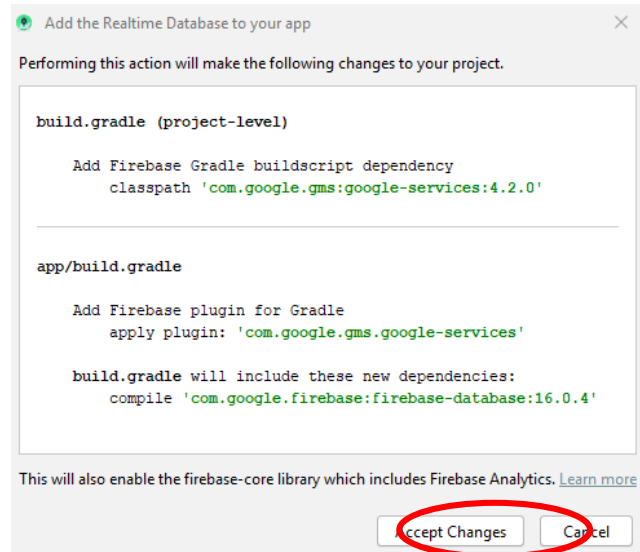 Add the Realtime Database to your app
Performing this action will make the following changes to your project.
build.gradle (project-level)
Add Firebase Gradle buildscript dependency
classpath 'com.google.gms:google-services:4.2.0'
app/build.gradle
Add Firebase plugin for Gradle
apply plugin: 'com.google.gms.google-services'
build.gradle will include these new dependencies:
compile 'com.google.firebase:firebase-database:16.0.4'
This will also enable the firebase-core library which includes Firebase Analytics. Learn more
Accept Changes
Cancel